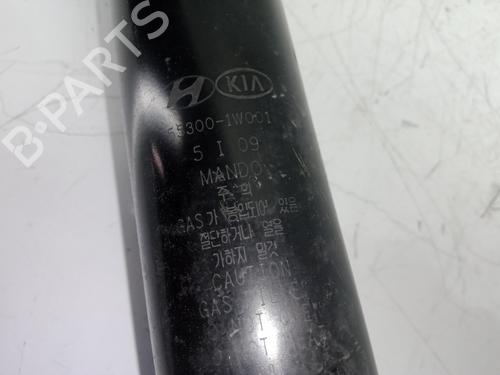 B-PARTS
KIA
55300-1W001
5 I 09
MANDO
주 의
GAS가 봉입되어 있음
절단하거나 열을
가하지 말것
CAUTION
GAS